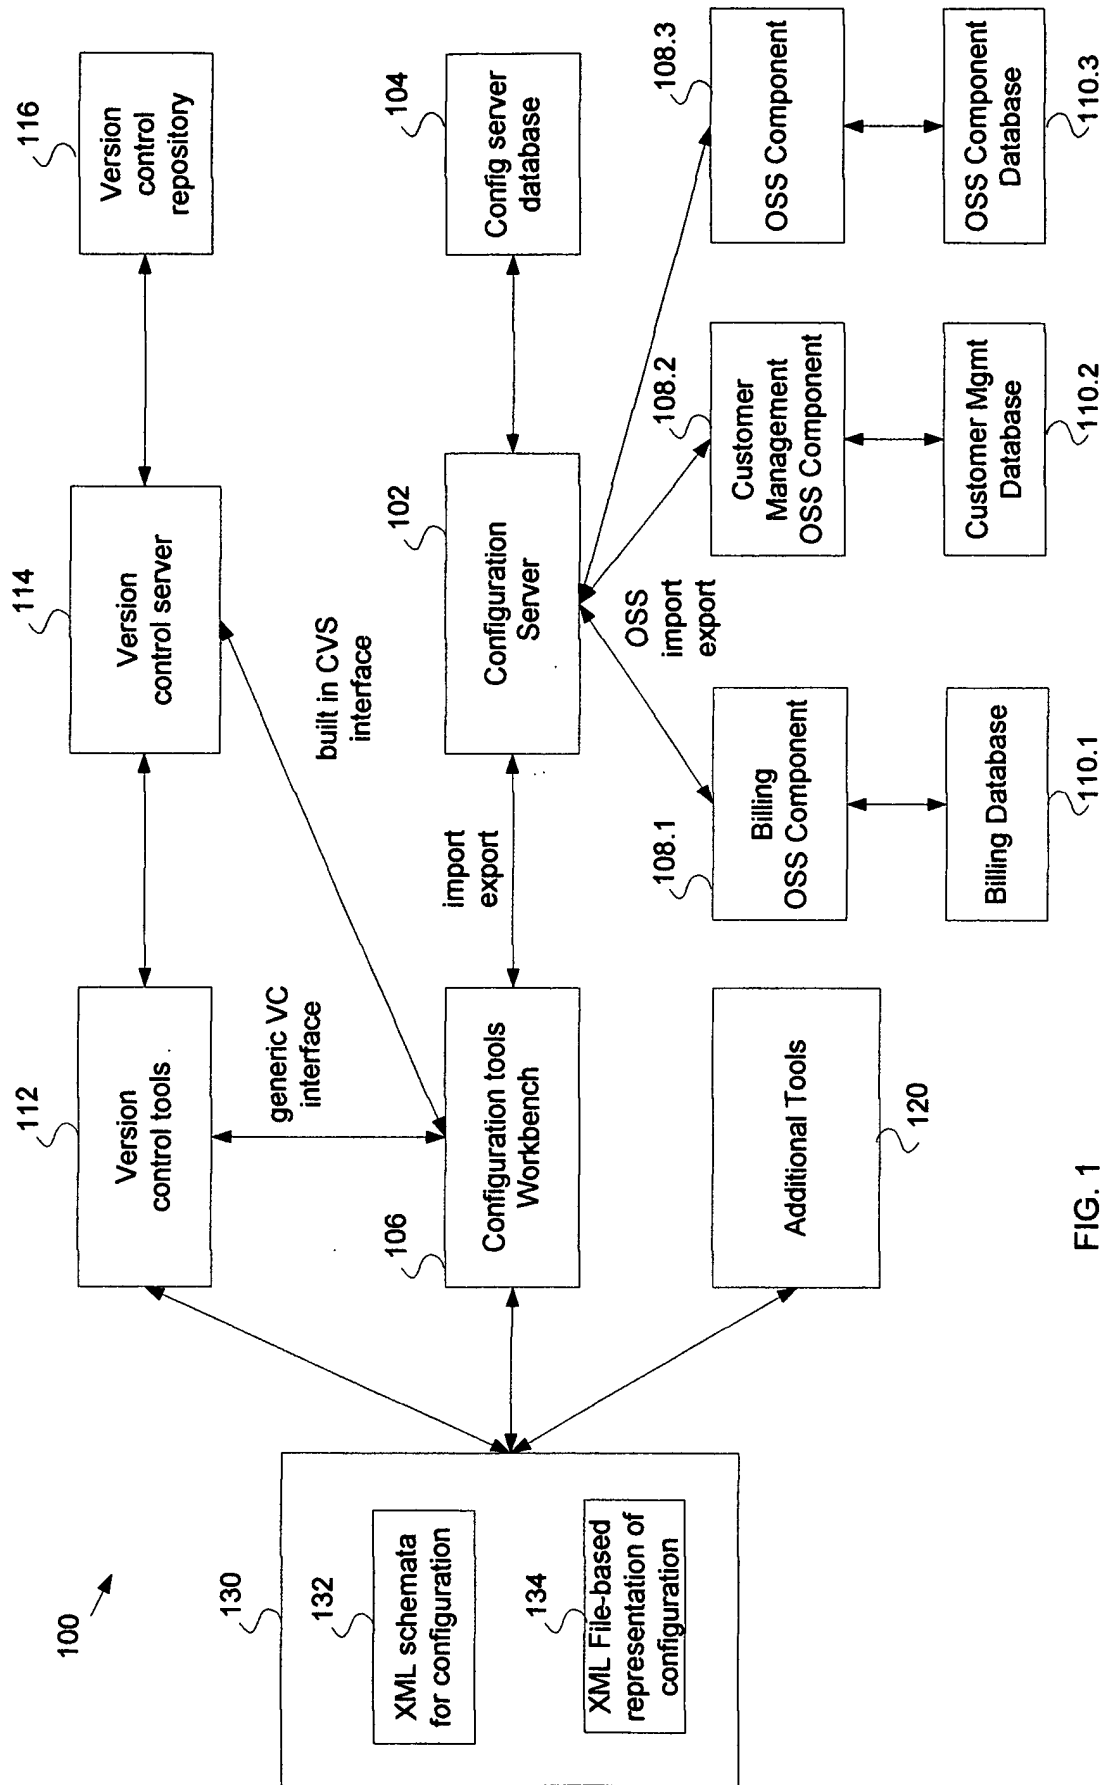 100
130
132
XML schemata
for configuration
134
XML File-based
representation of
configuration
112
Version
control tools
114
Version
control server
116
Version
control
repository
generic VC
interface
built in CVS
interface
106
Configuration tools
Workbench
import
export
102
Configuration
Server
104
Config server
database
OSS
import
export
Additional Tools
120
108.1
Billing
OSS Component
108.2
Customer
Management
OSS Component
108.3
OSS Component
Billing Database
110.1
Customer Mgmt
Database
110.2
OSS Component
Database
110.3
FIG. 1